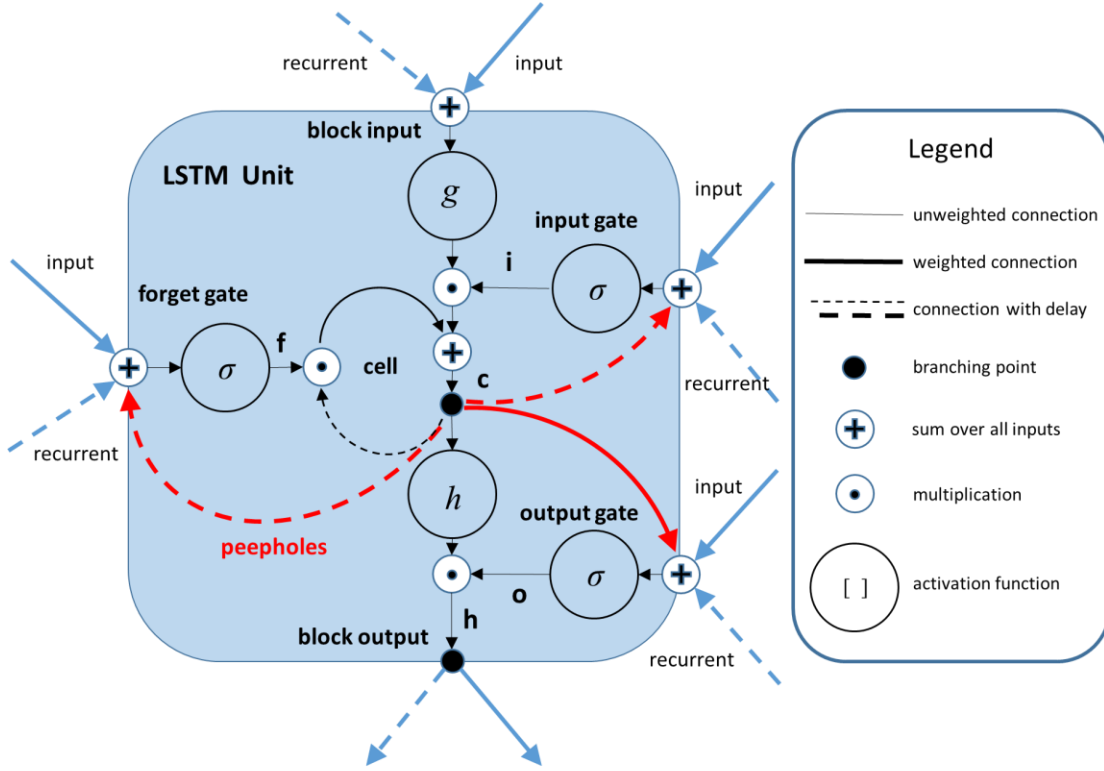 recurrent
input
block input
LSTM Unit
g
input gate
input
i
σ
input
forget gate
f
σ
cell
c
recurrent
recurrent
h
peepholes
output gate
input
o
σ
h
block output
recurrent
Legend
unweighted connection
weighted connection
connection with delay
branching point
sum over all inputs
multiplication
[ ]
activation function